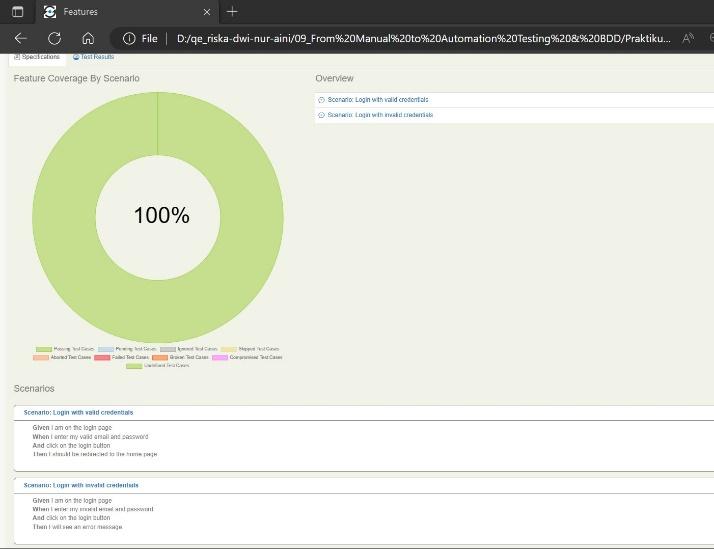 Features
File
D:/qe_riska-dwi-nur-aini/09_From%20Manual%20to%20Automation%20Testing%20&%20BDD/Praktiku...
Specifications
Test Results
Feature Coverage By Scenario
100%
Passing Test Cases
Pending Test Cases
Ignored Test Cases
Skipped Test Cases
Aborted Test Cases
Failed Test Cases
Broken Test Cases
Compromised Test Cases
Undefined Test Cases
Overview
Scenario: Login with valid credentials
Scenario: Login with invalid credentials
Scenarios
Scenario: Login with valid credentials
Given I am on the login page
When I enter my valid email and password
And click on the login button
Then I should be redirected to the home page
Scenario: Login with invalid credentials
Given I am on the login page
When I enter my invalid email and password
And click on the login button
Then I will see an error message